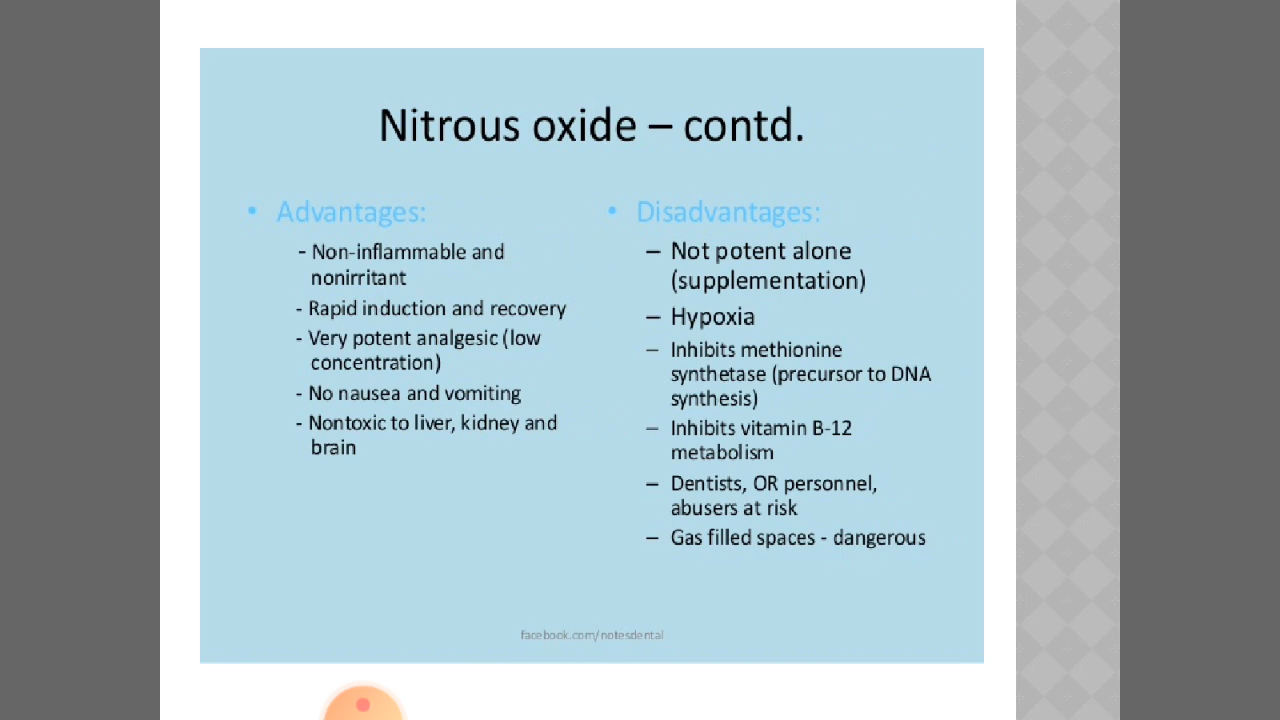 Nitrous oxide – contd.
• Advantages:
- Non-inflammable and
nonirritant
- Rapid induction and recovery
- Very potent analgesic (low
concentration)
- No nausea and vomiting
- Nontoxic to liver, kidney and
brain
• Disadvantages:
– Not potent alone
(supplementation)
– Hypoxia
– Inhibits methionine
synthetase (precursor to DNA
synthesis)
– Inhibits vitamin B-12
metabolism
– Dentists, OR personnel,
abusers at risk
– Gas filled spaces - dangerous
facebook.com/notesdental